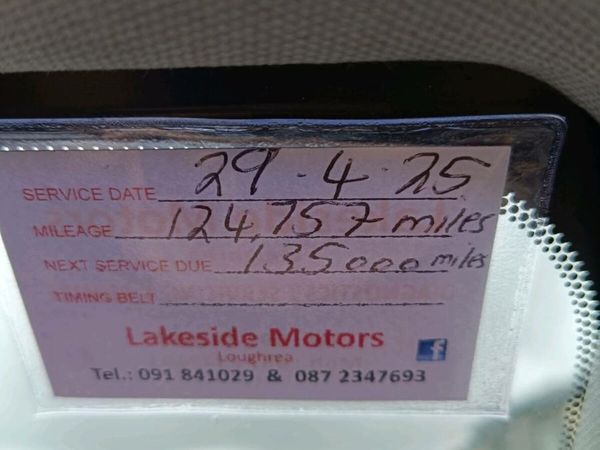 SERVICE DATE 29.4.25
MILEAGE 124,757 miles
NEXT SERVICE DUE 135000 miles
TIMING BELT
Lakeside Motors
Loughrea
f
Tel.: 091 841029 & 087 2347693